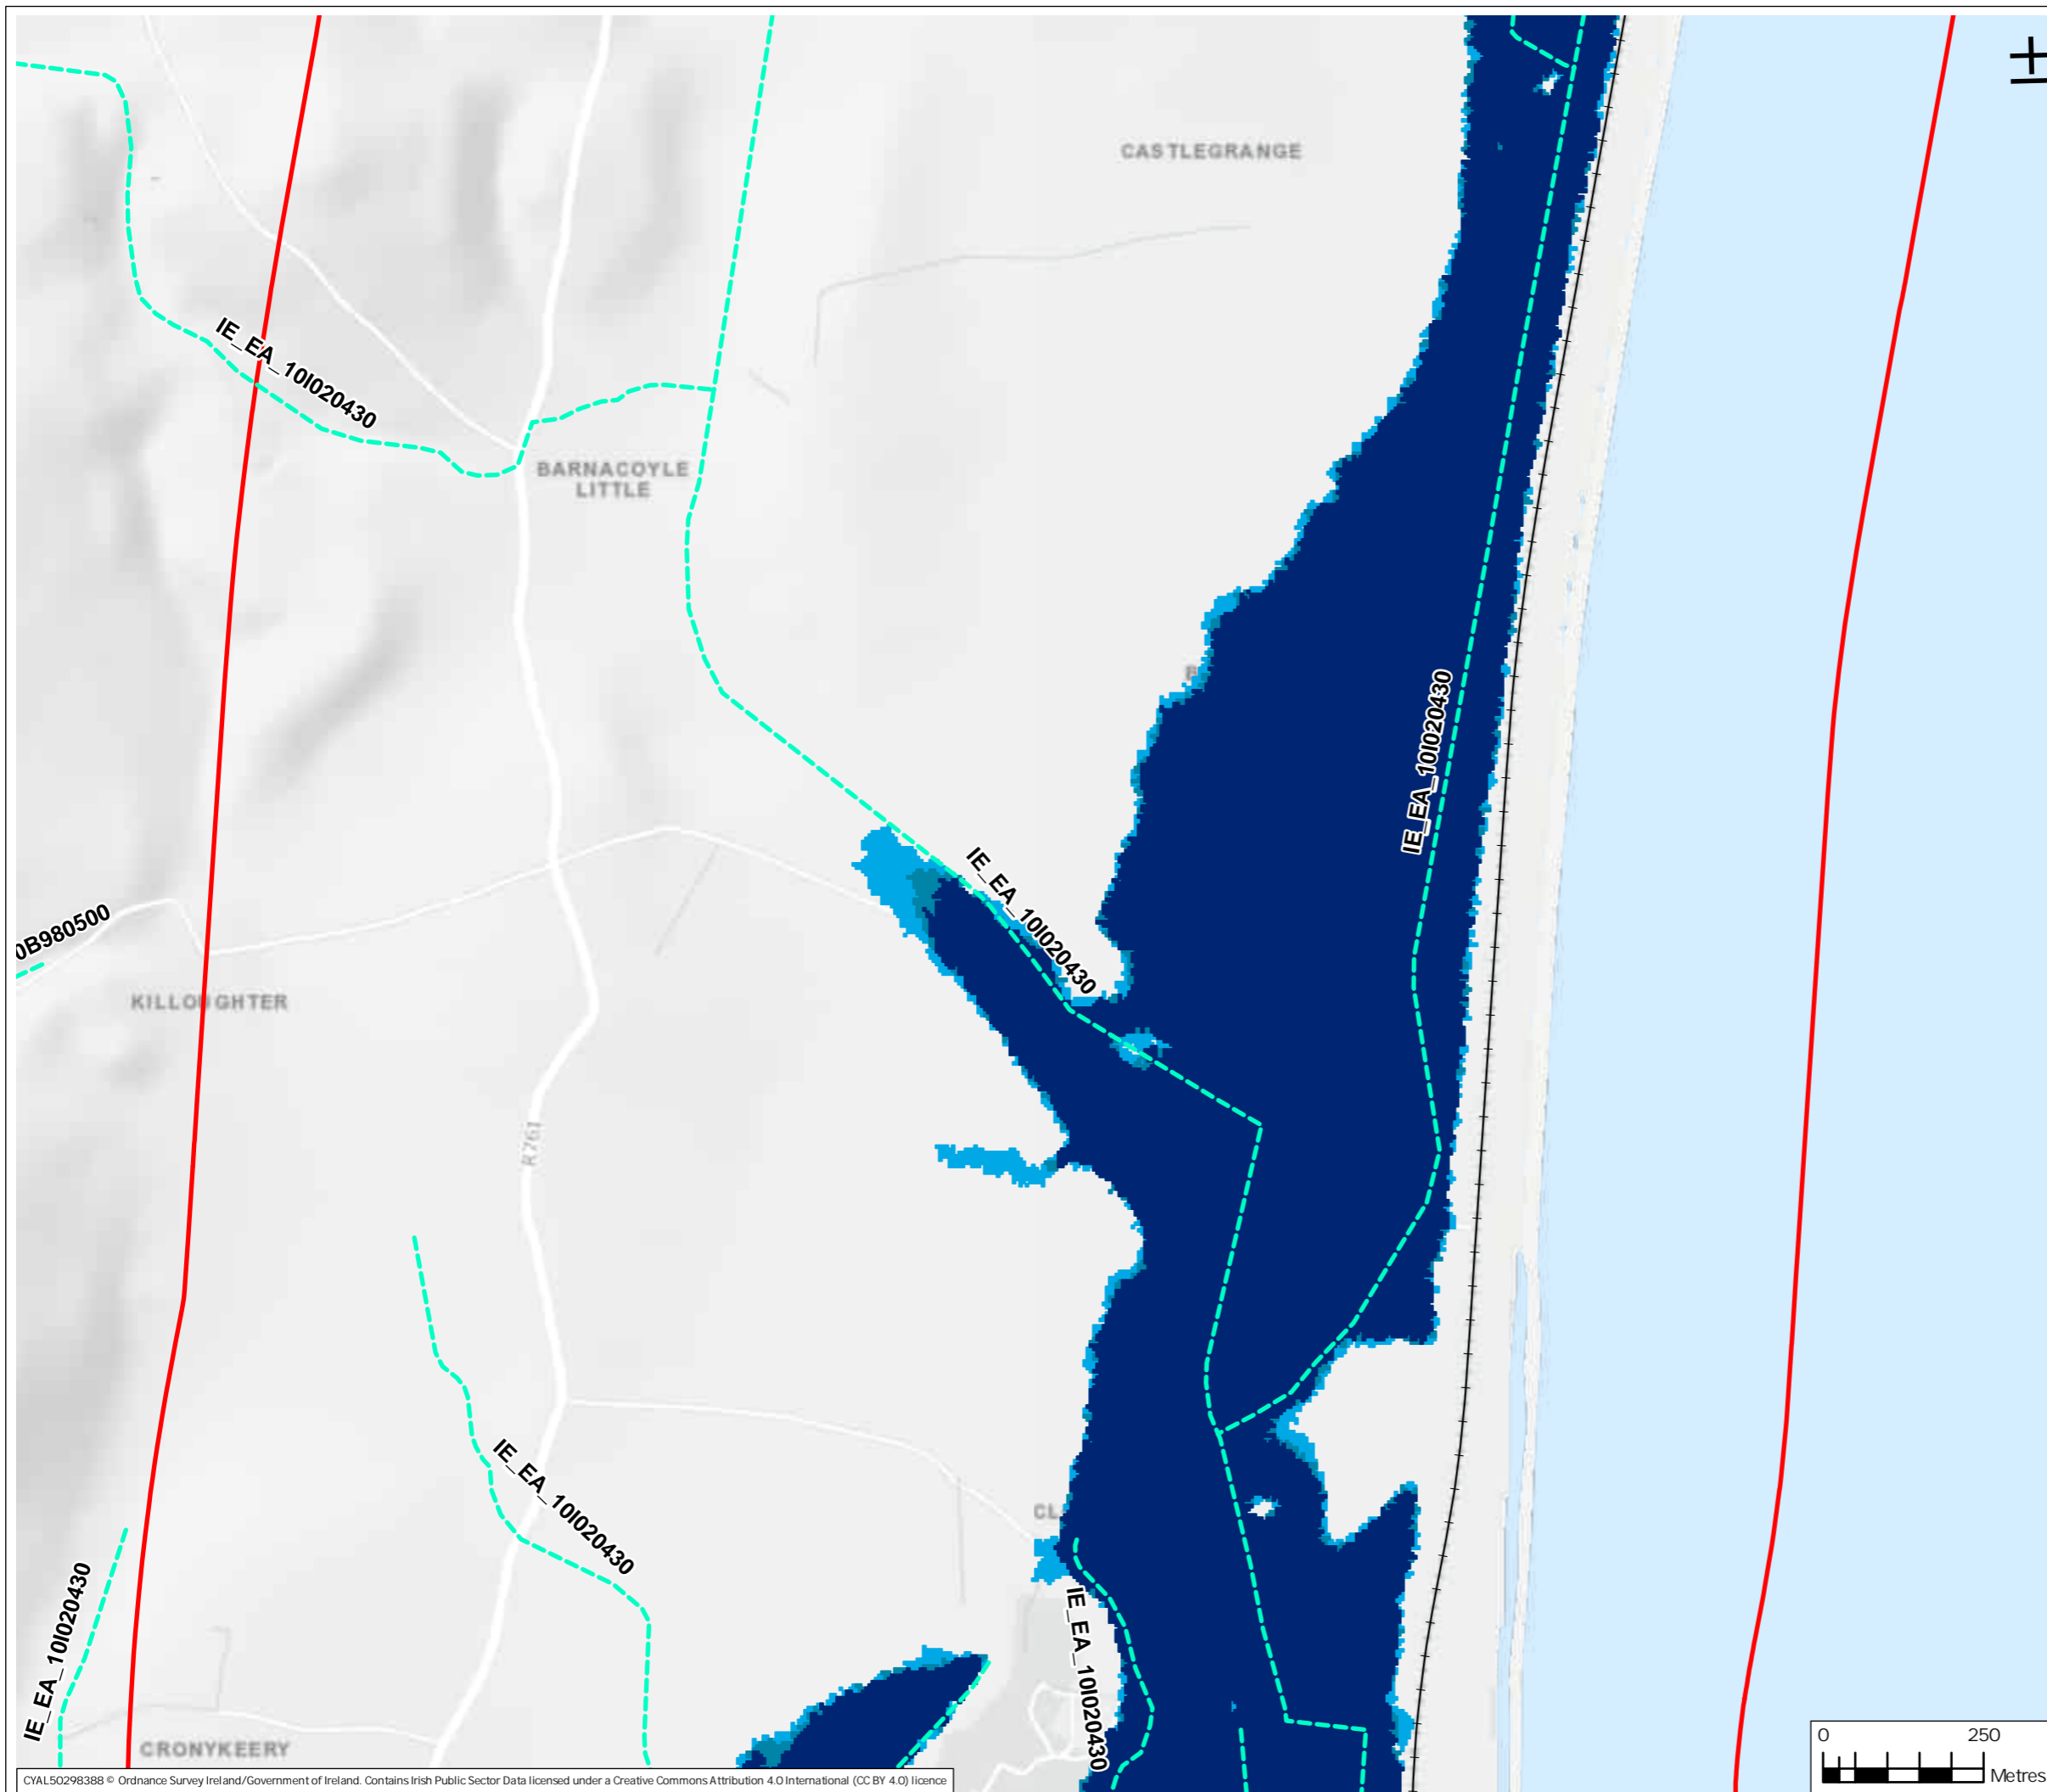 CASTLEGRANGE
IE_EA_10I020430
BARNACOYLE
LITTLE
IE_EA_10I020430
IE_EA_10I020430
0B980500
KILLOUGHTER
R761
IE_EA_10I020430
CL
IE_EA_10I020430
IE_EA_10I020430
CRONYKEERY
0 250
Metres
CYAL50298388 © Ordnance Survey Ireland/Government of Ireland. Contains Irish Public Sector Data licensed under a Creative Commons Attribution 4.0 International (CC BY 4.0) licence